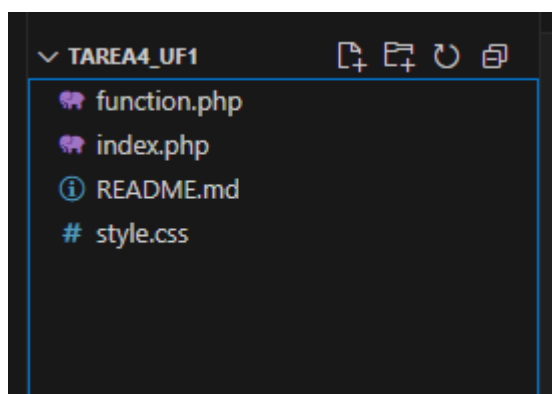 TAREA4_UF1
function.php
index.php
README.md
# style.css